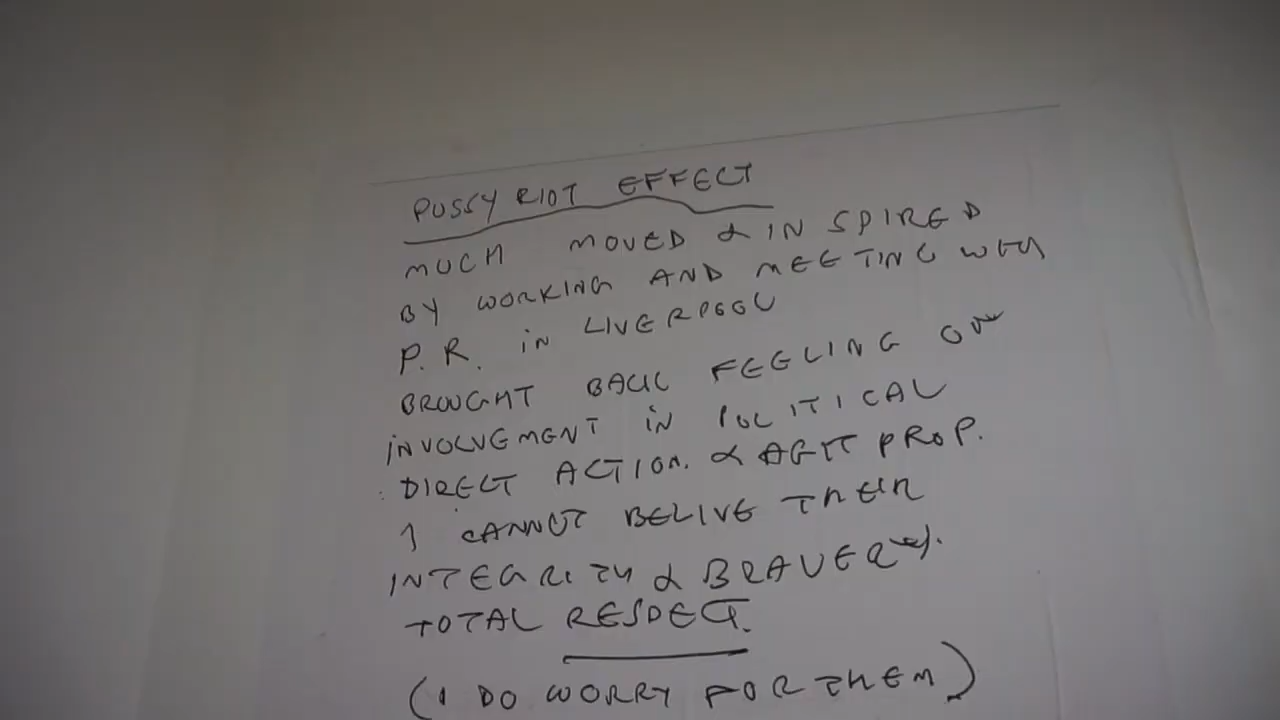 PUSSY RIOT EFFECT
MUCH MOVED & INSPIRED
BY WORKING AND MEETING WITH
P.R. IN LIVERPOOL
BROUGHT BACK FEELING OF
INVOLVEMENT IN POLITICAL
DIRECT ACTION. & AGIT PROP.
I CANNOT BELIVE THEIR
INTEGRITY & BRAVERY.
TOTAL RESPECT.
(I DO WORRY FOR THEM)